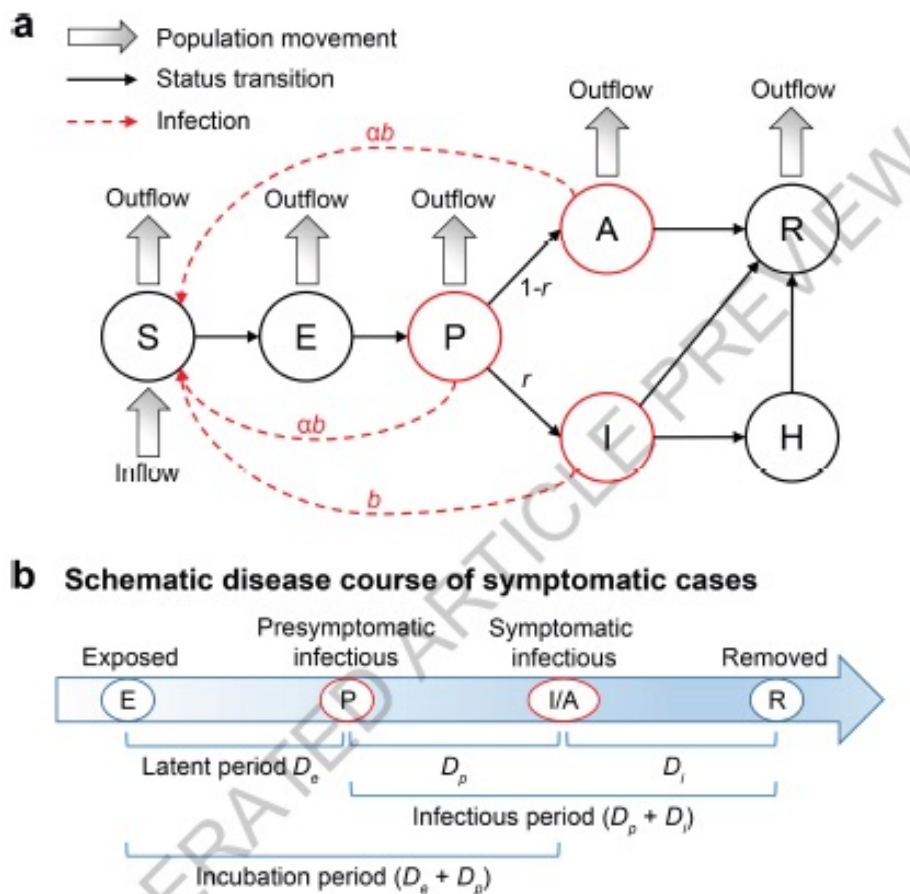 a
Population movement
Status transition
Infection
Outflow
Outflow
αb
Outflow
Outflow
Outflow
A
R
1-r
S
E
P
r
I
H
αb
Inflow
b
b Schematic disease course of symptomatic cases
Presymptomatic
infectious
Symptomatic
infectious
Exposed
Removed
E
P
I/A
R
Latent period De
Dp
Di
Infectious period (Dp + Di)
Incubation period (De + Dp)
ERATED ARTICLE PREVIEW